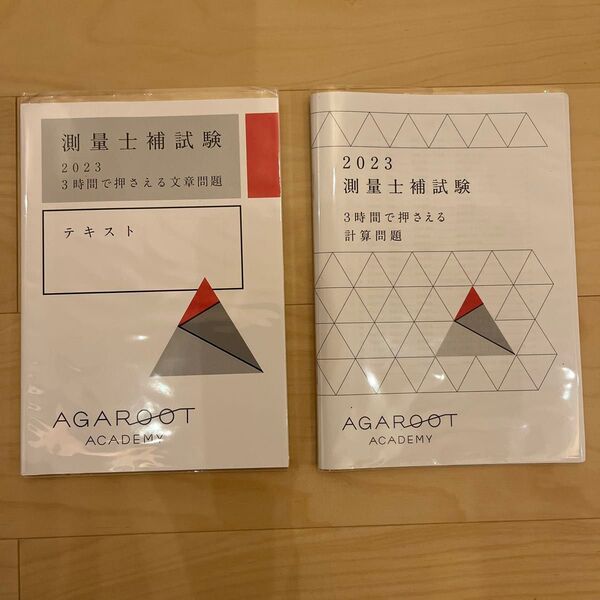 測量士補試験
2023
3時間で押さえる文章問題
テキスト
AGAROOT
ACADEMY
2023
測量士補試験
3時間で押さえる
計算問題
AGAROOT
ACADEMY